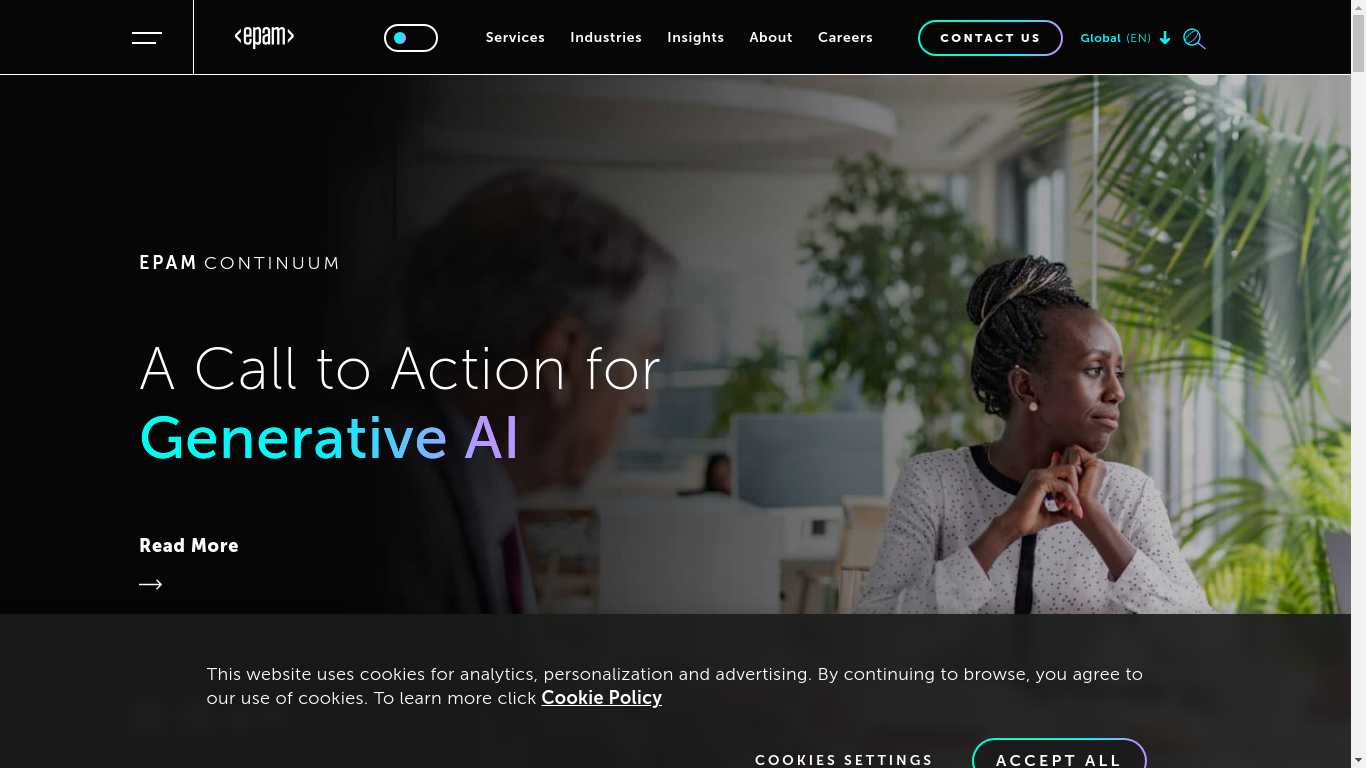 <epam>
Services
Industries
Insights
About
Careers
CONTACT US
Global (EN)
EPAM CONTINUUM
A Call to Action for
Generative AI
Read More
This website uses cookies for analytics, personalization and advertising. By continuing to browse, you agree to
our use of cookies. To learn more click Cookie Policy
COOKIES SETTINGS
ACCEPT ALL